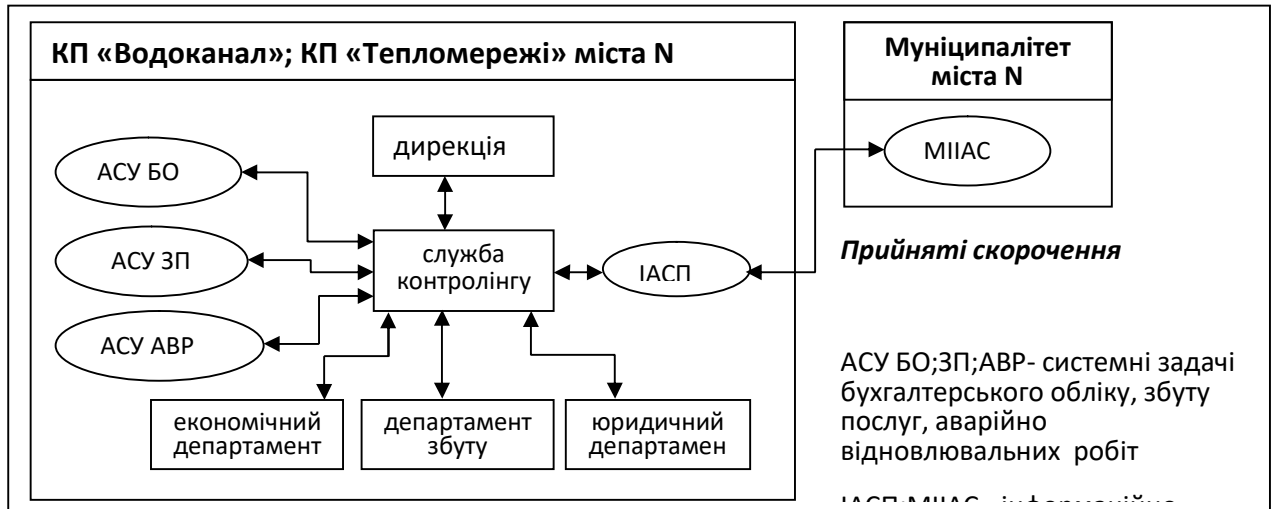 КП «Водоканал»; КП «Тепломережі» міста N
Муніципалітет
міста N
дирекція
АСУ БО
МІІАС
АСУ ЗП
служба
контролінгу
ІАСП
Прийняті скорочення
АСУ АВР
економічний
департамент
департамент
збуту
юридичний
департамен
АСУ БО;ЗП;АВР- системні задачі
бухгалтерського обліку, збуту
послуг, аварійно
відновлювальних робіт